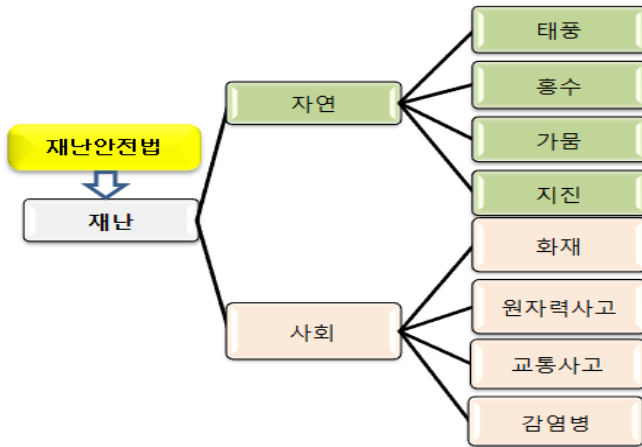 재난안전법
재난
자연
태풍
홍수
가뭄
지진
사회
화재
원자력사고
교통사고
감염병